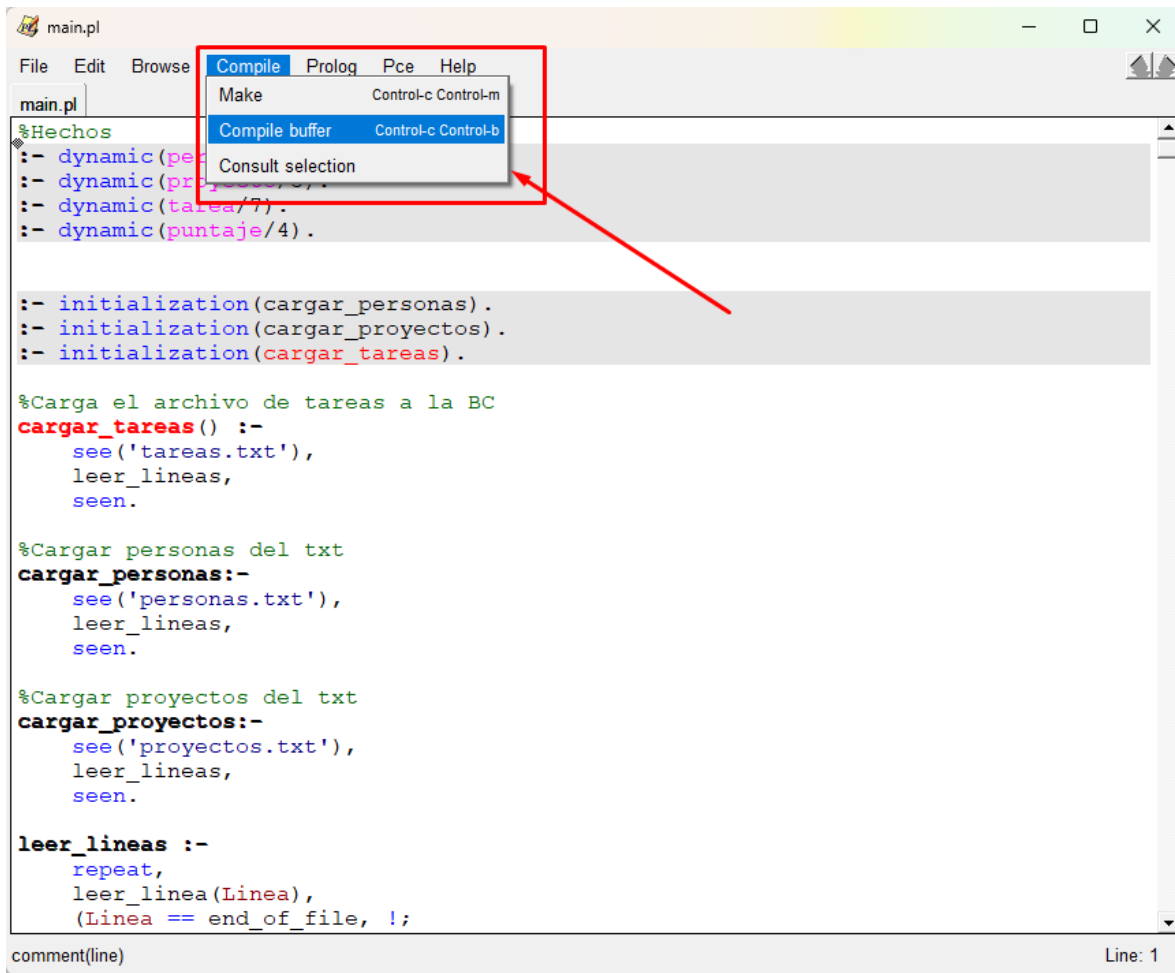 main.pl
File Edit Browse Compile Prolog Pce Help
main.pl
Make Control-c Control-m
Compile buffer Control-c Control-b
Consult selection
%Hechos
:- dynamic(per
:- dynamic(pr
:- dynamic(tarea/7).
:- dynamic(puntaje/4).
:- initialization(cargar_personas).
:- initialization(cargar_proyectos).
:- initialization(cargar_tareas).
%Carga el archivo de tareas a la BC
cargar_tareas() :-
see('tareas.txt'),
leer_lineas,
seen.
%Cargar personas del txt
cargar_personas:-
see('personas.txt'),
leer_lineas,
seen.
%Cargar proyectos del txt
cargar_proyectos:-
see('proyectos.txt'),
leer_lineas,
seen.
leer_lineas :-
repeat,
leer_linea(Linea),
(Linea == end_of_file, !;
comment(line) Line: 1